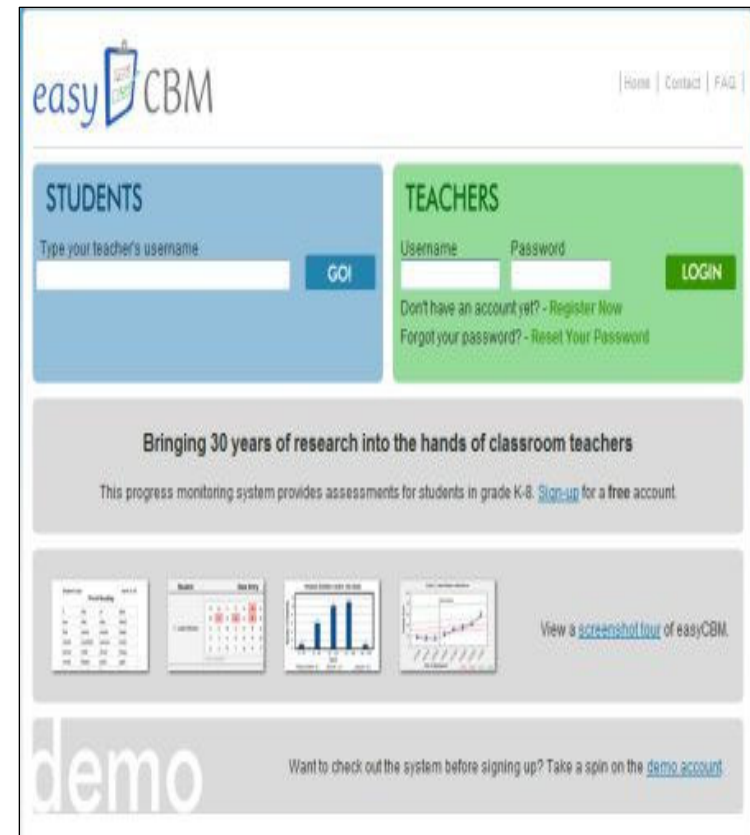 easy CBM
| Home | Contact | FAQ |
STUDENTS
Type your teacher's username
GO!
TEACHERS
Username Password
LOGIN
Don't have an account yet? - Register Now
Forgot your password? - Reset Your Password
Bringing 30 years of research into the hands of classroom teachers
This progress monitoring system provides assessments for students in grade K-8. Sign-up for a free account.
View a screenshot tour of easyCBM.
demo
Want to check out the system before signing up? Take a spin on the demo account.